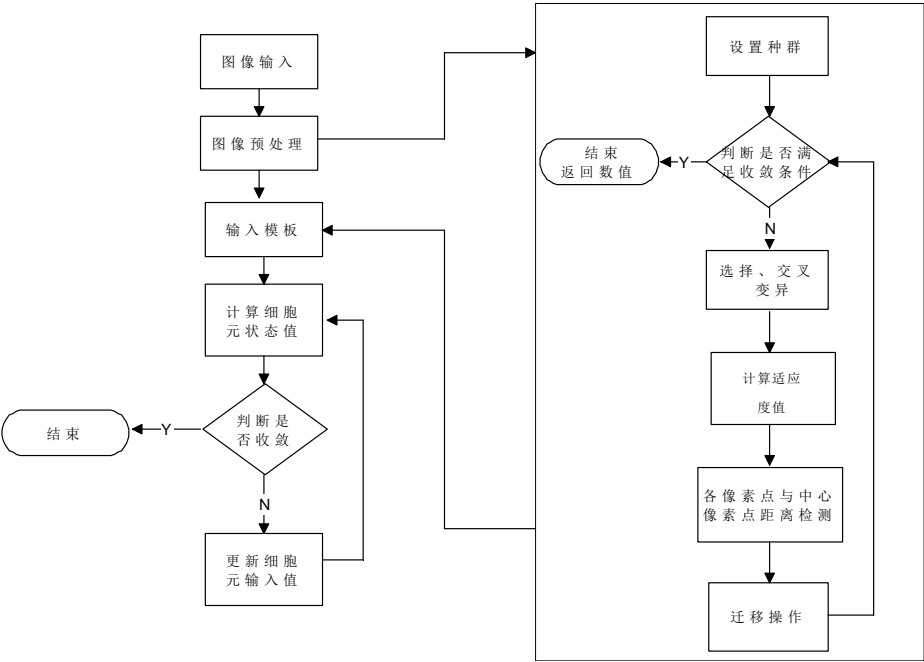 图像输入
图像预处理
输入模板
计算细胞
元状态值
判断是
否收敛
Y
结束
N
更新细胞
元输入值
设置种群
判断是否满
足收敛条件
Y
结束
返回数值
N
选择、交叉
变异
计算适应
度值
各像素点与中心
像素点距离检测
迁移操作